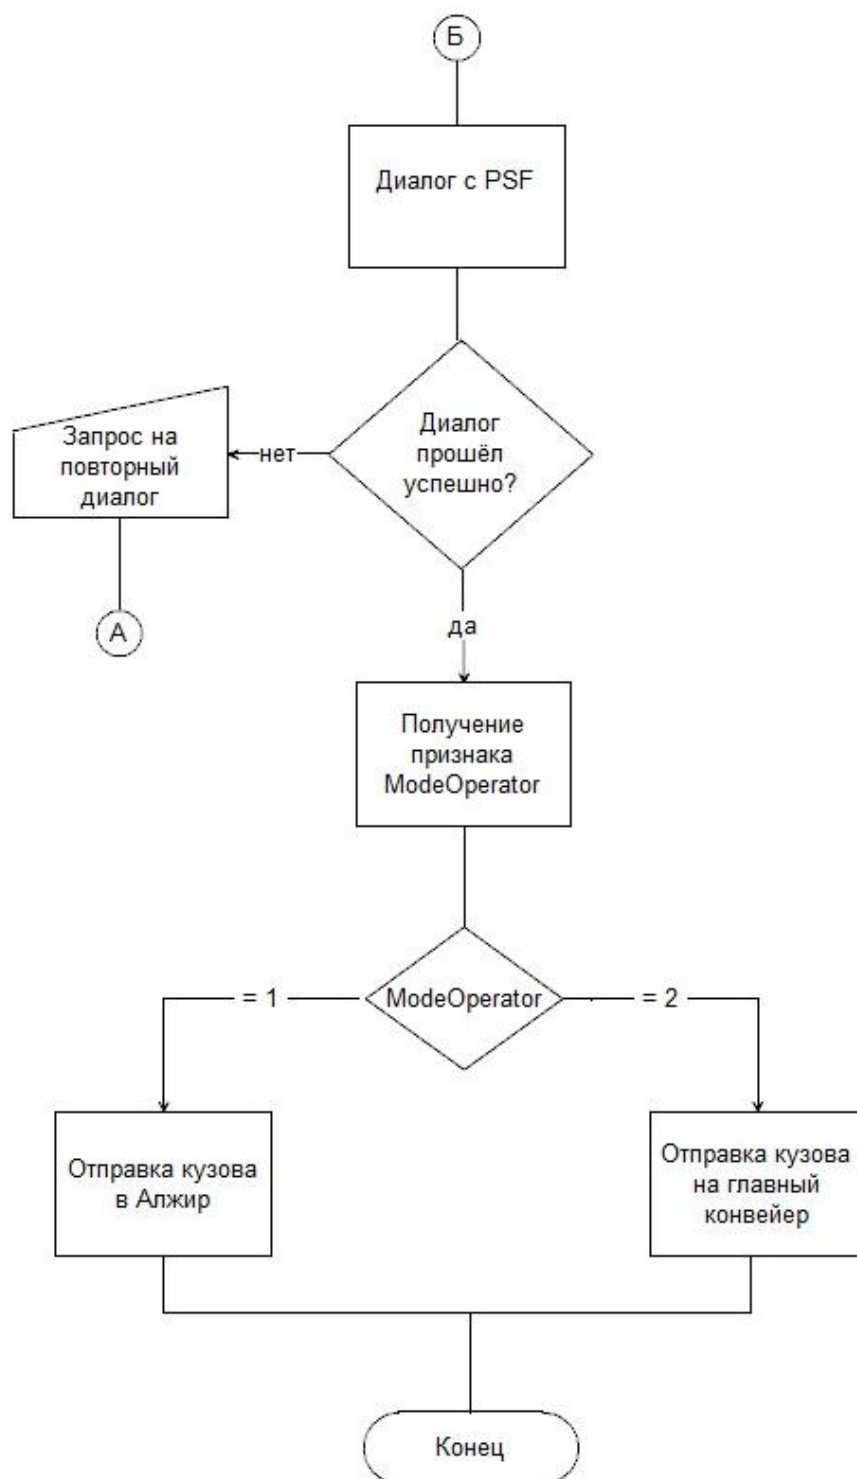 Б
Диалог с PSF
Диалог
прошёл
успешно?
нет
Запрос на
повторный
диалог
А
да
Получение
признака
ModeOperator
ModeOperator
= 1
= 2
Отправка кузова
в Алжир
Отправка кузова
на главный
конвейер
Конец